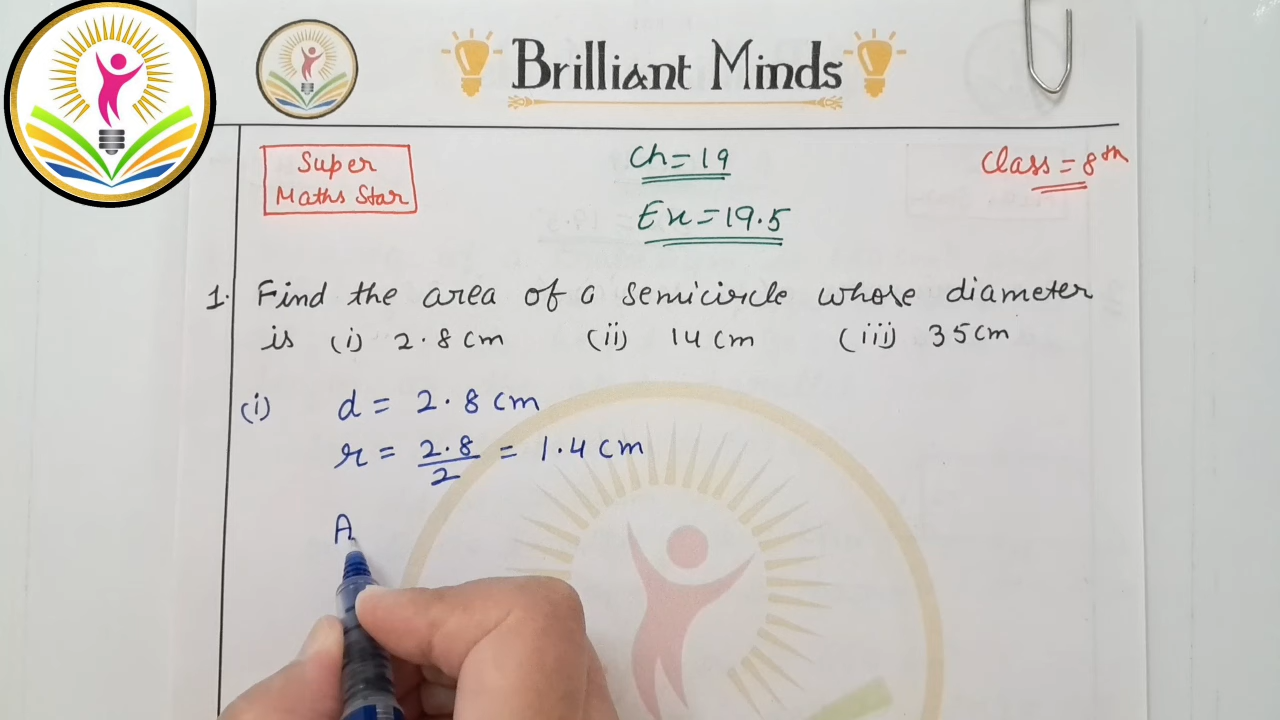 Brilliant Minds
Super
Maths Star
Ch = 19
Class = 8th
Ex = 19.5
1. Find the area of a semicircle whose diameter
is (i) 2.8 cm (ii) 14 cm (iii) 35 cm
(i) d = 2.8 cm
r = 2.8/2 = 1.4 cm
A